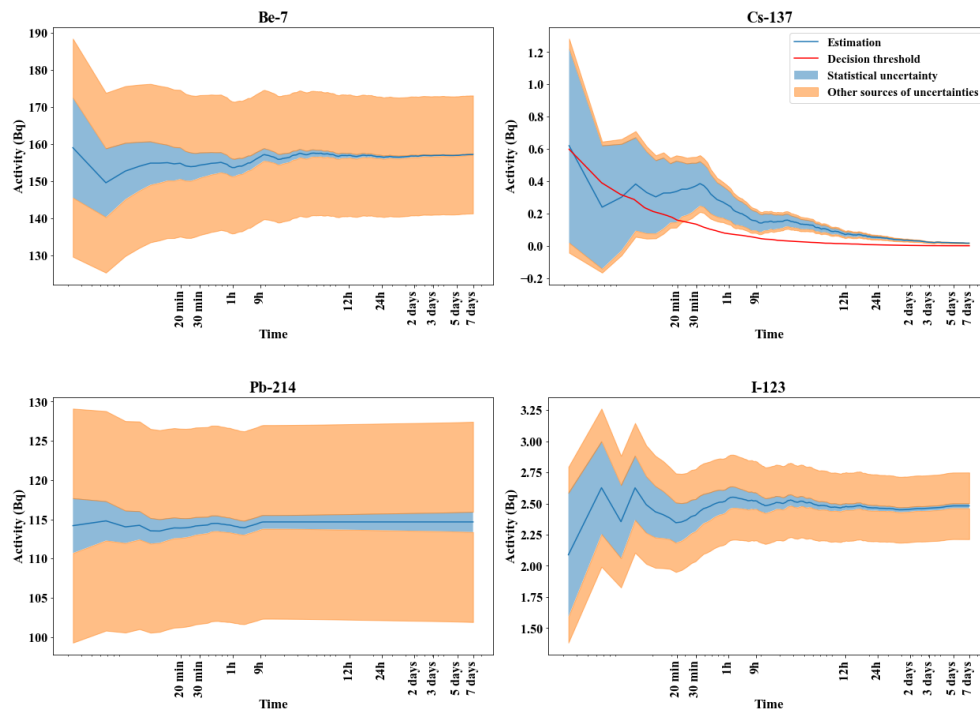 Be-7
190
180
170
160
150
140
130
Activity (Bq)
20 min
30 min
1h
9h
12h
24h
2 days
3 days
5 days
7 days
Time
Cs-137
1.2
1.0
0.8
0.6
0.4
0.2
0.0
−0.2
Activity (Bq)
Estimation
Decision threshold
Statistical uncertainty
Other sources of uncertainties
20 min
30 min
1h
9h
12h
24h
2 days
3 days
5 days
7 days
Time
Pb-214
130
125
120
115
110
105
100
Activity (Bq)
20 min
30 min
1h
9h
12h
24h
2 days
3 days
5 days
7 days
Time
I-123
3.25
3.00
2.75
2.50
2.25
2.00
1.75
1.50
Activity (Bq)
20 min
30 min
1h
9h
12h
24h
2 days
3 days
5 days
7 days
Time